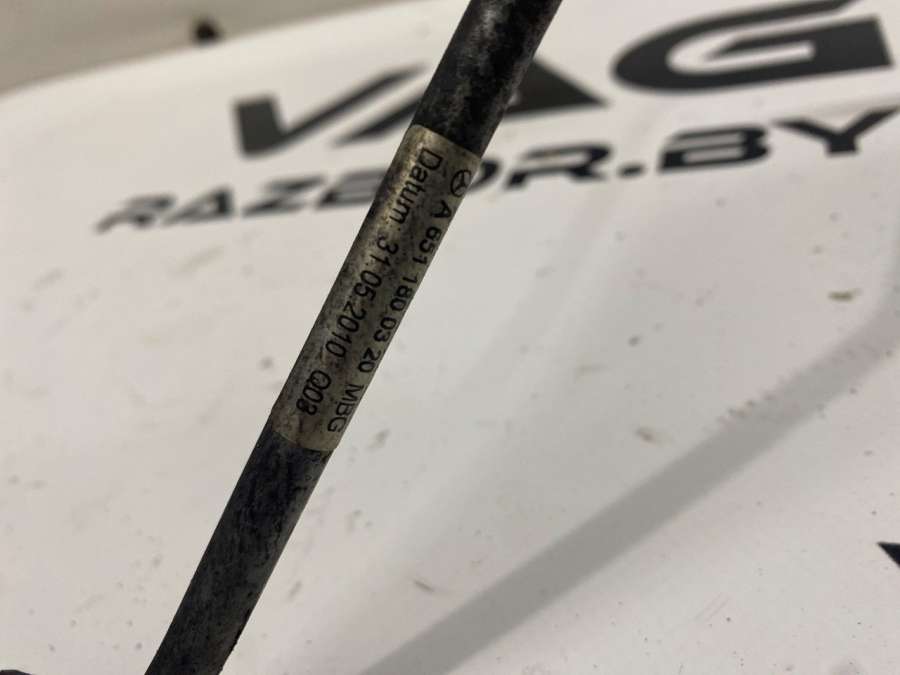 VAG
RAZBOR.BY
A 651 180 03 20 MBG
Datum: 31.05.2010 Q08